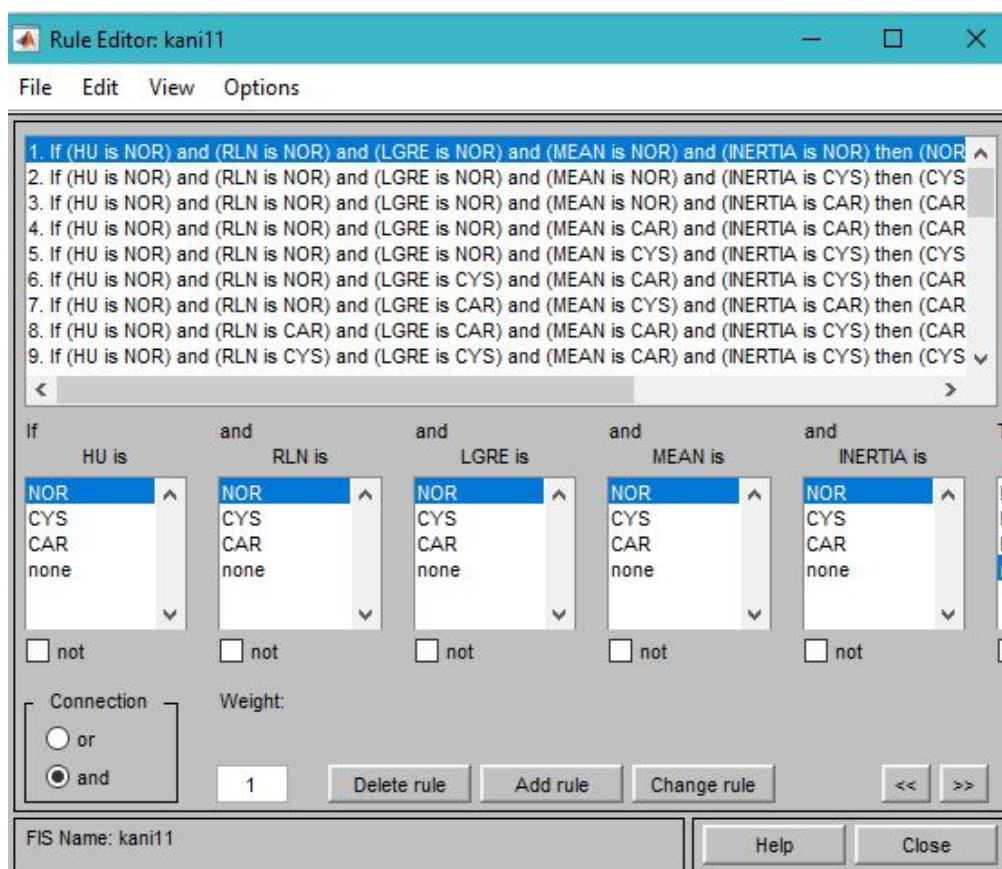 Rule Editor: kani11
File Edit View Options
1. If (HU is NOR) and (RLN is NOR) and (LGRE is NOR) and (MEAN is NOR) and (INERTIA is NOR) then (NOR
2. If (HU is NOR) and (RLN is NOR) and (LGRE is NOR) and (MEAN is NOR) and (INERTIA is CYS) then (CYS
3. If (HU is NOR) and (RLN is NOR) and (LGRE is NOR) and (MEAN is NOR) and (INERTIA is CAR) then (CAR
4. If (HU is NOR) and (RLN is NOR) and (LGRE is NOR) and (MEAN is CAR) and (INERTIA is CAR) then (CAR
5. If (HU is NOR) and (RLN is NOR) and (LGRE is NOR) and (MEAN is CYS) and (INERTIA is CYS) then (CYS
6. If (HU is NOR) and (RLN is NOR) and (LGRE is CYS) and (MEAN is CAR) and (INERTIA is CYS) then (CAR
7. If (HU is NOR) and (RLN is NOR) and (LGRE is CAR) and (MEAN is CYS) and (INERTIA is CAR) then (CAR
8. If (HU is NOR) and (RLN is CAR) and (LGRE is CAR) and (MEAN is CAR) and (INERTIA is CYS) then (CAR
9. If (HU is NOR) and (RLN is CYS) and (LGRE is CYS) and (MEAN is CAR) and (INERTIA is CYS) then (CYS
If and and and and
HU is RLN is LGRE is MEAN is INERTIA is
NOR NOR NOR NOR NOR
CYS CYS CYS CYS CYS
CAR CAR CAR CAR CAR
none none none none none
not not not not not
Connection Weight:
or
and 1 Delete rule Add rule Change rule << >>
FIS Name: kani11 Help Close